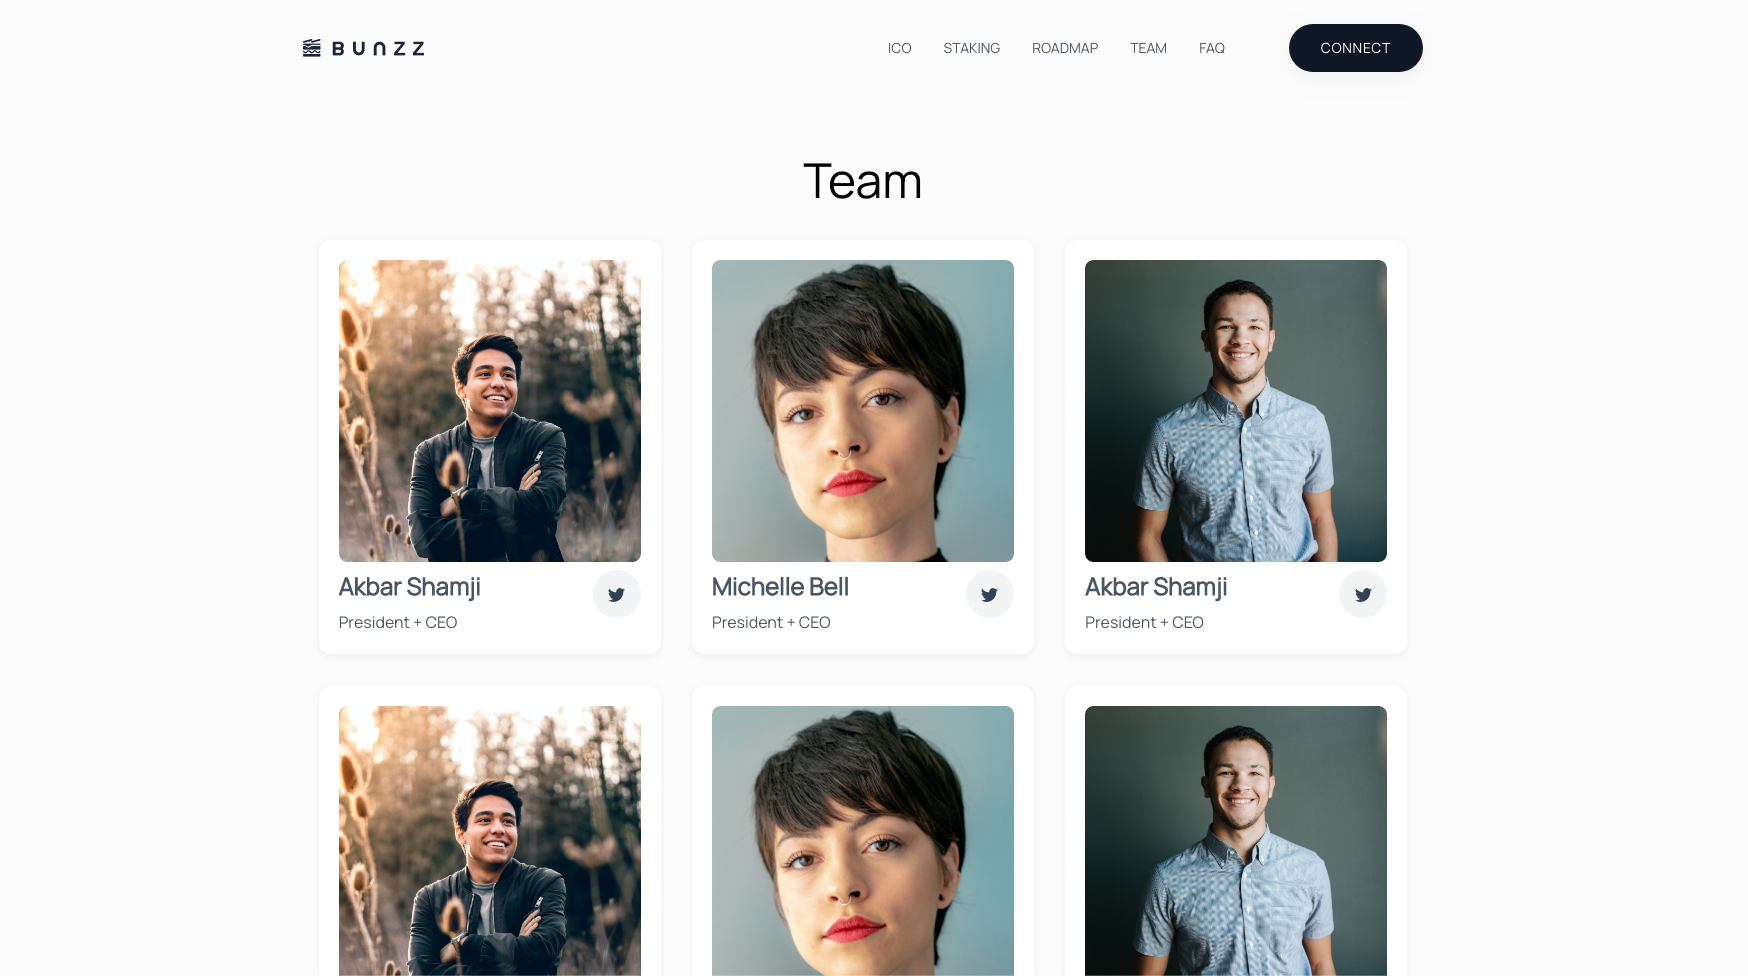 BUNZZ
ICO STAKING ROADMAP TEAM FAQ CONNECT
Team
Akbar Shamji
President + CEO
Michelle Bell
President + CEO
Akbar Shamji
President + CEO